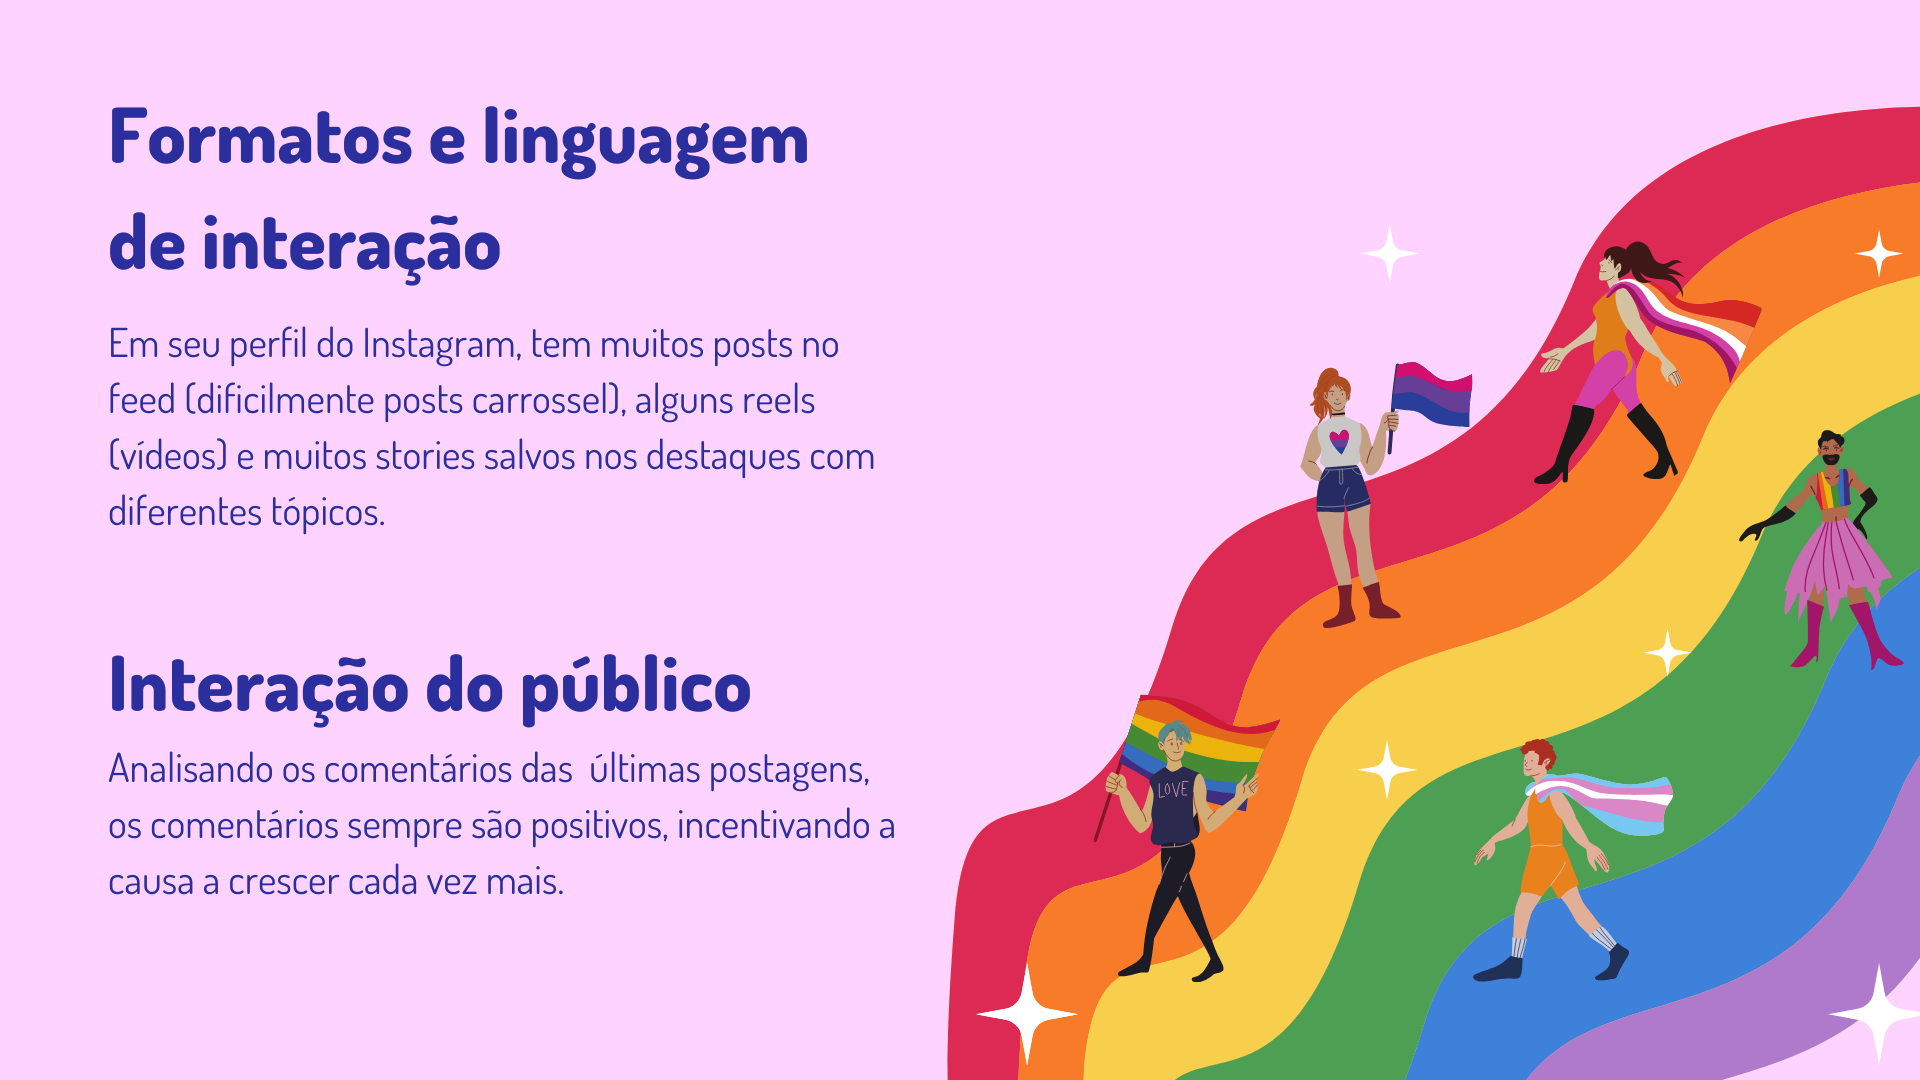 Formatos e linguagem
de interação
Em seu perfil do Instagram, tem muitos posts no
feed (dificilmente posts carrossel), alguns reels
(vídeos) e muitos stories salvos nos destaques com
diferentes tópicos.
Interação do público
Analisando os comentários das  últimas postagens,
os comentários sempre são positivos, incentivando a
causa a crescer cada vez mais.
LOVE